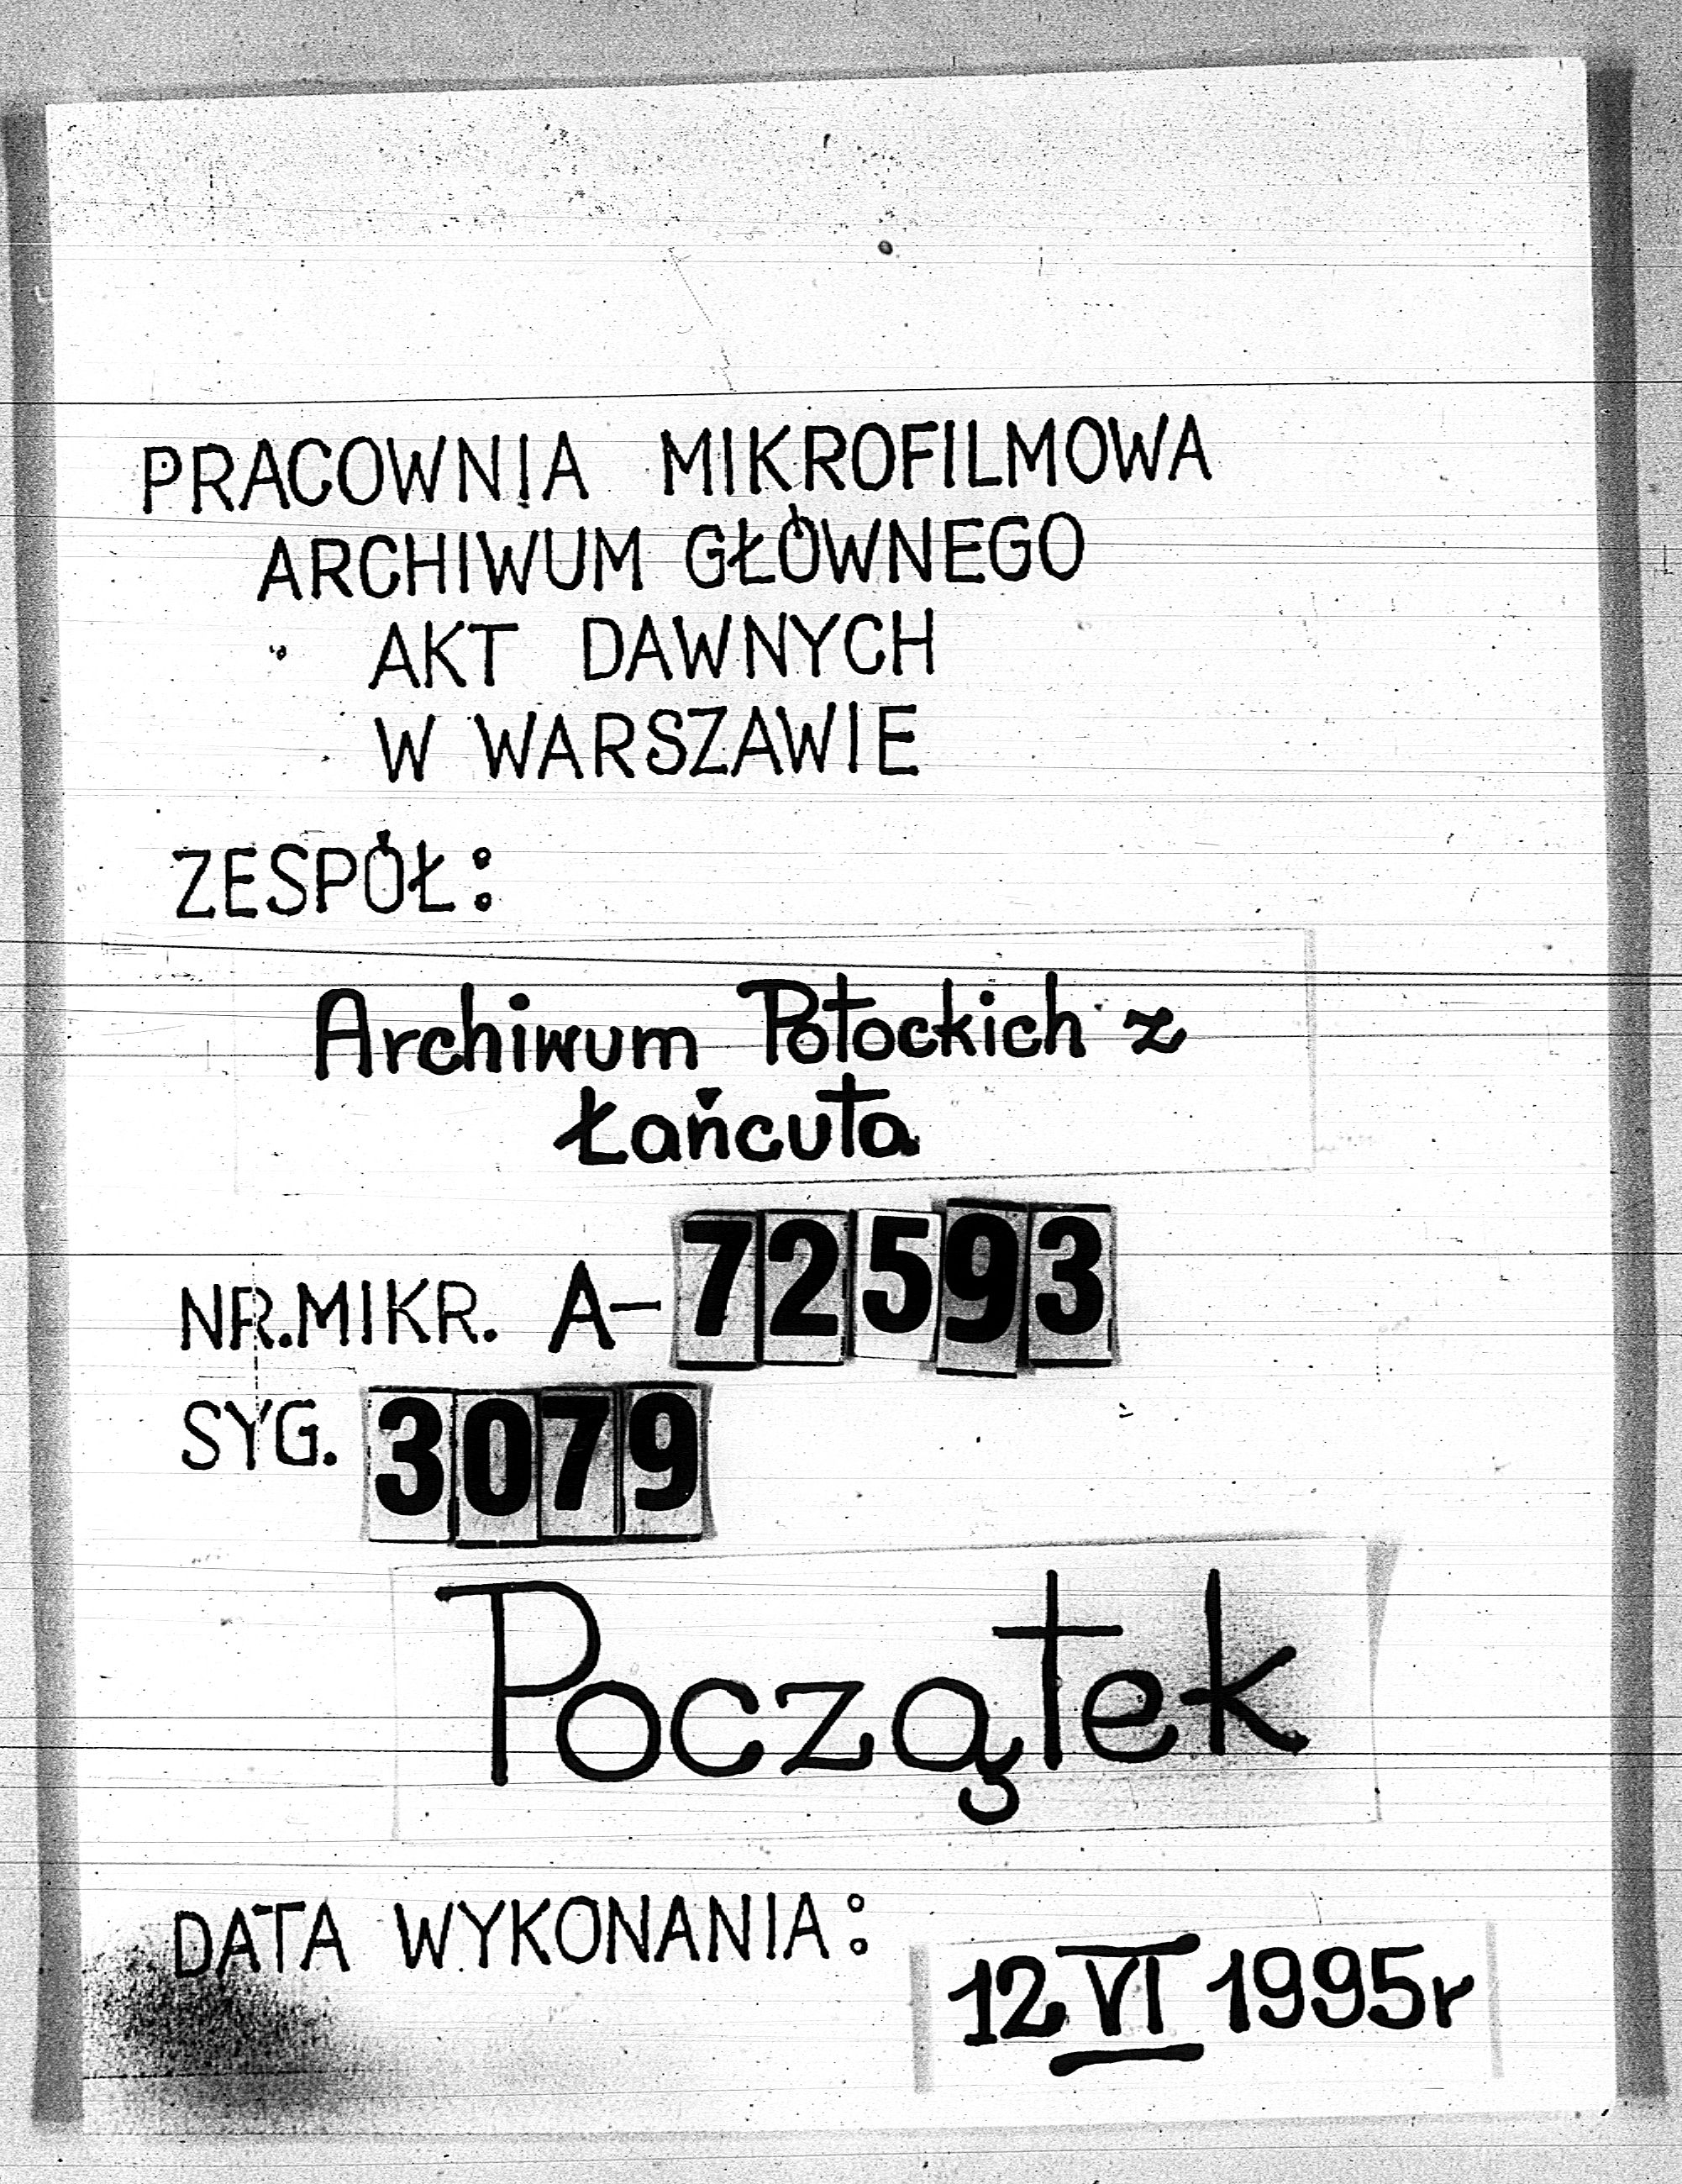 PRACOWNIA MIKROFILMOWA
ARCHIWUM GŁÓWNEGO
AKT DAWNYCH
W WARSZAWIE
ZESPÓŁ:
Archiwum Potockich z
Łańcuta
NR.MIKR. A-72593
SYG. 3079
Początek
DATA WYKONANIA: 12 VI 1995r